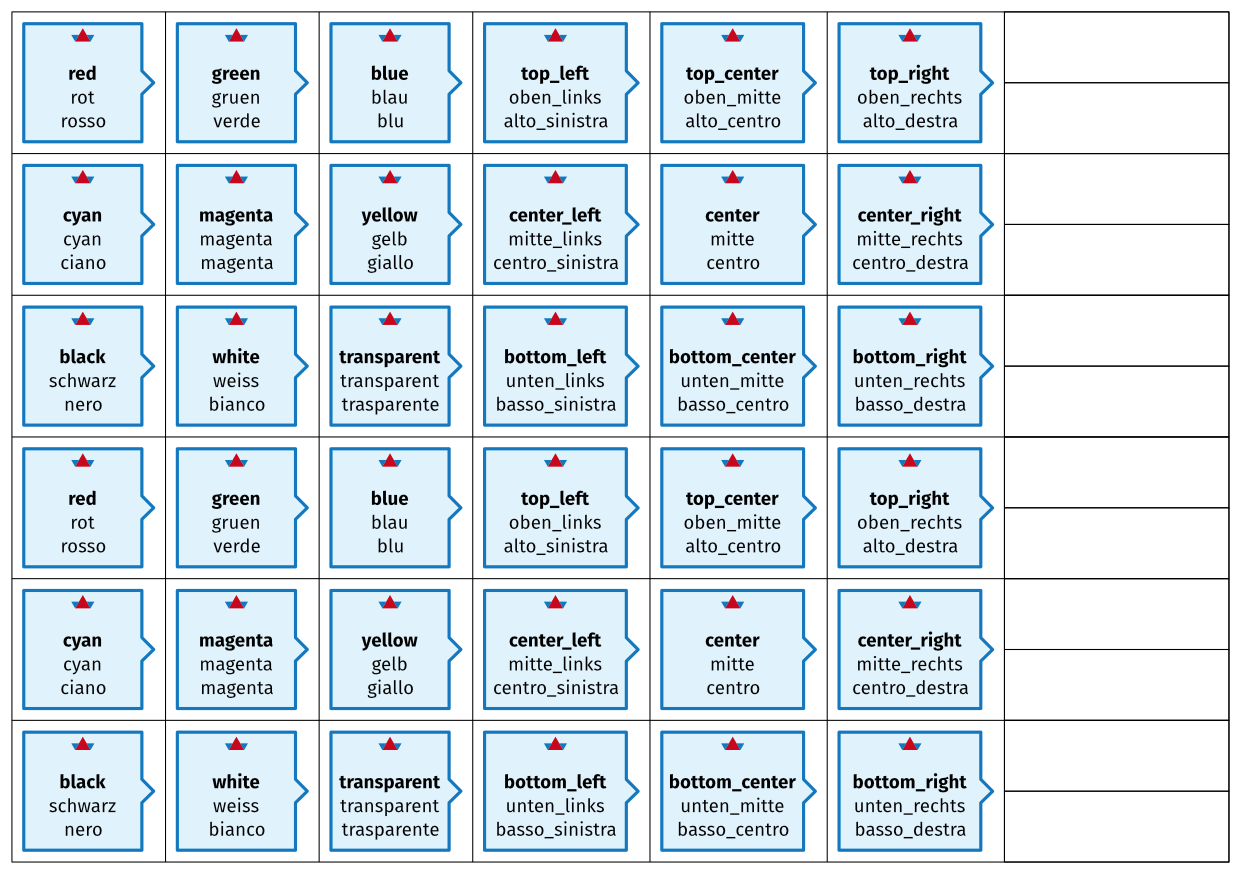 red
rot
rosso
green
gruen
verde
blue
blau
blu
top_left
oben_links
alto_sinistra
top_center
oben_mitte
alto_centro
top_right
oben_rechts
alto_destra
cyan
cyan
ciano
magenta
magenta
magenta
yellow
gelb
giallo
center_left
mitte_links
centro_sinistra
center
mitte
centro
center_right
mitte_rechts
centro_destra
black
schwarz
nero
white
weiss
bianco
transparent
transparent
trasparente
bottom_left
unten_links
basso_sinistra
bottom_center
unten_mitte
basso_centro
bottom_right
unten_rechts
basso_destra
red
rot
rosso
green
gruen
verde
blue
blau
blu
top_left
oben_links
alto_sinistra
top_center
oben_mitte
alto_centro
top_right
oben_rechts
alto_destra
cyan
cyan
ciano
magenta
magenta
magenta
yellow
gelb
giallo
center_left
mitte_links
centro_sinistra
center
mitte
centro
center_right
mitte_rechts
centro_destra
black
schwarz
nero
white
weiss
bianco
transparent
transparent
trasparente
bottom_left
unten_links
basso_sinistra
bottom_center
unten_mitte
basso_centro
bottom_right
unten_rechts
basso_destra